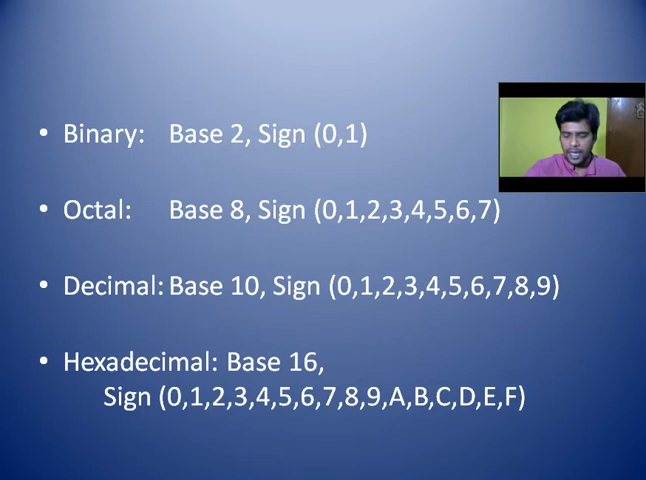 • Binary: Base 2, Sign (0,1)
• Octal: Base 8, Sign (0,1,2,3,4,5,6,7)
• Decimal: Base 10, Sign (0,1,2,3,4,5,6,7,8,9)
• Hexadecimal: Base 16,
Sign (0,1,2,3,4,5,6,7,8,9,A,B,C,D,E,F)